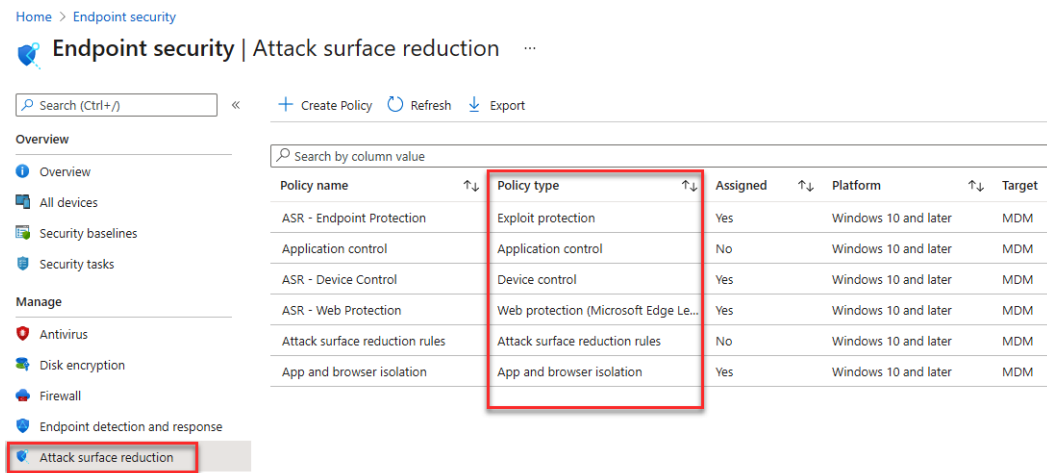 Home > Endpoint security
Endpoint security | Attack surface reduction ...
Search (Ctrl+/) «
Overview
Overview
All devices
Security baselines
Security tasks
Manage
Antivirus
Disk encryption
Firewall
Endpoint detection and response
Attack surface reduction
+ Create Policy Refresh Export
Search by column value
Policy name ↑↓ Policy type ↑↓ Assigned ↑↓ Platform ↑↓ Target
ASR - Endpoint Protection Exploit protection Yes Windows 10 and later MDM
Application control Application control No Windows 10 and later MDM
ASR - Device Control Device control Yes Windows 10 and later MDM
ASR - Web Protection Web protection (Microsoft Edge Le... Yes Windows 10 and later MDM
Attack surface reduction rules Attack surface reduction rules No Windows 10 and later MDM
App and browser isolation App and browser isolation Yes Windows 10 and later MDM